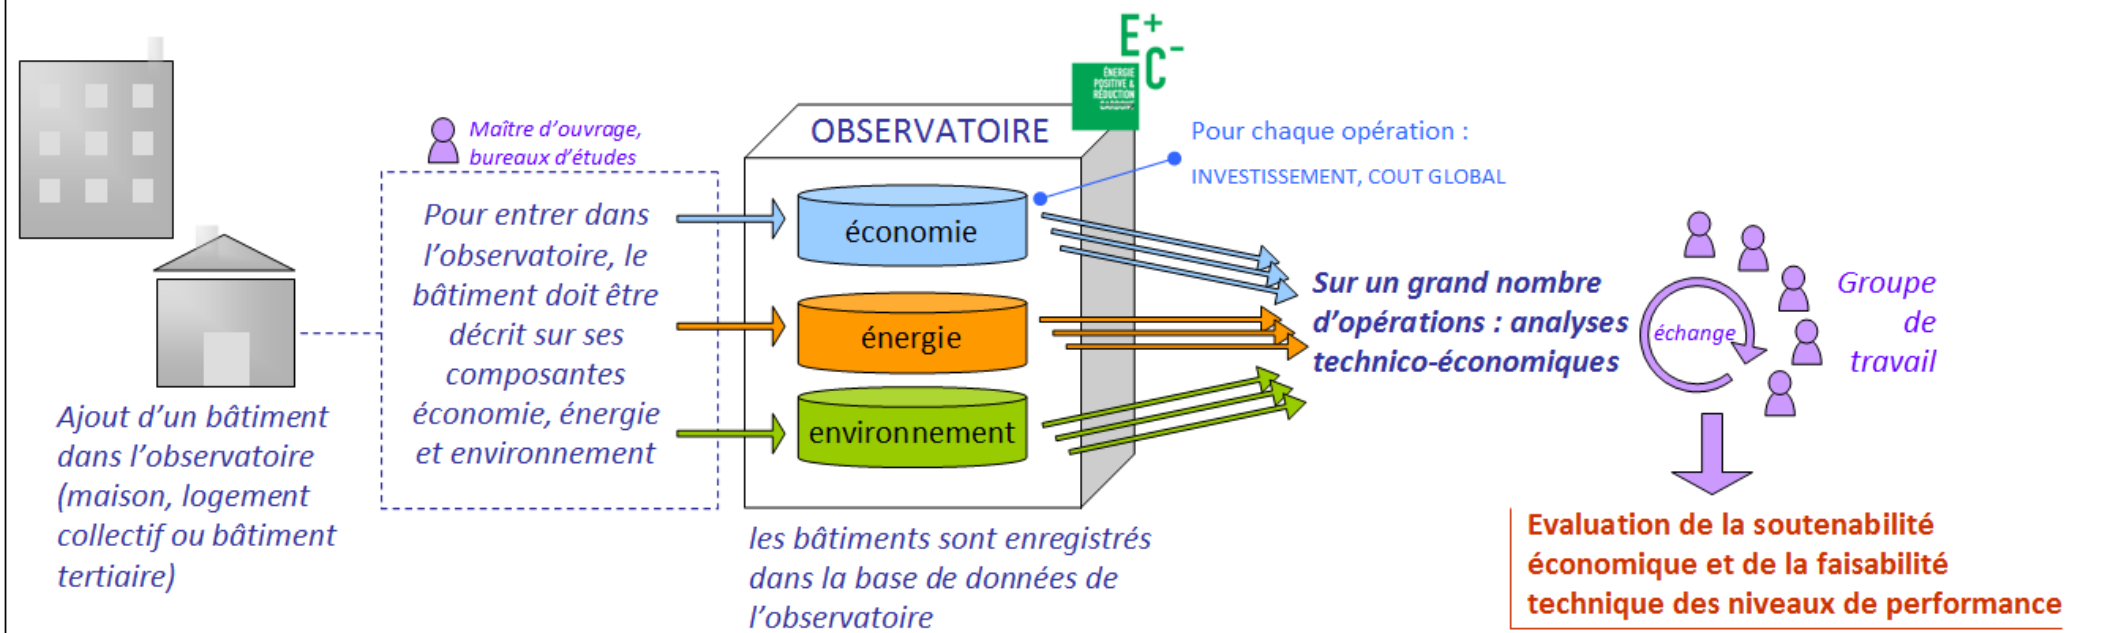 Ajout d'un bâtiment
dans l'observatoire
(maison, logement
collectif ou bâtiment
tertiaire)
Maître d'ouvrage,
bureaux d'études
Pour entrer dans
l'observatoire, le
bâtiment doit être
décrit sur ses
composantes
économie, énergie
et environnement
E+
C-
ÉNERGIE
POSITIVE &
RÉDUCTION
CARBONE
OBSERVATOIRE
économie
énergie
environnement
les bâtiments sont enregistrés
dans la base de données de
l'observatoire
Pour chaque opération :
INVESTISSEMENT, COUT GLOBAL
Sur un grand nombre
d'opérations : analyses
technico-économiques
échange
Groupe
de
travail
Evaluation de la soutenabilité
économique et de la faisabilité
technique des niveaux de performance